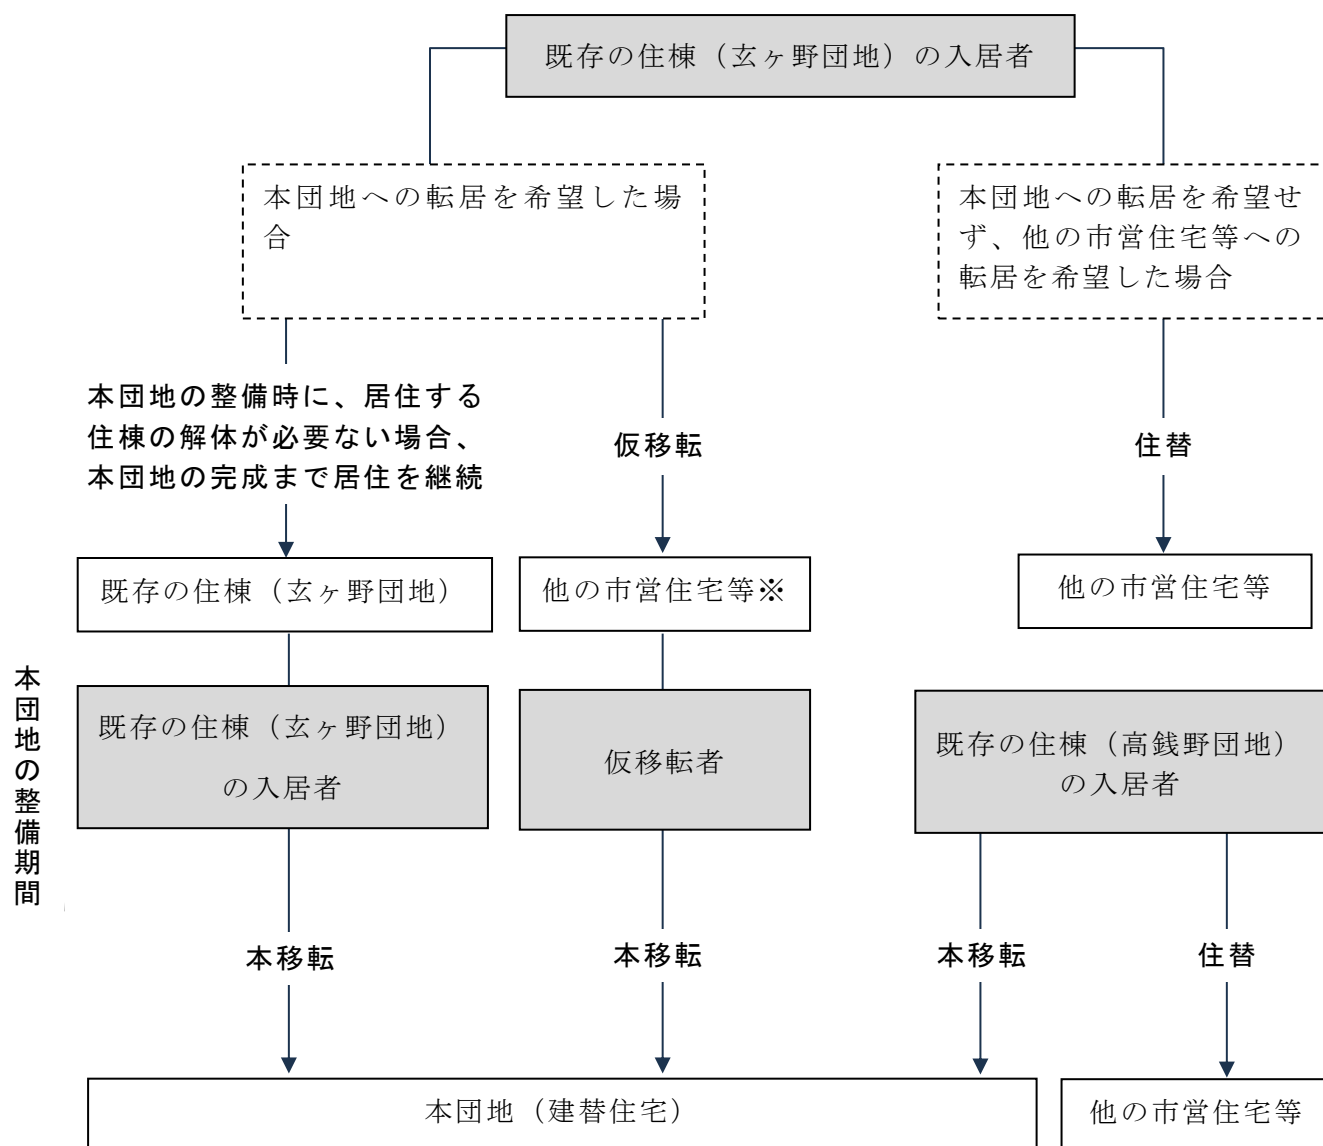 既存の住棟（玄ヶ野団地）の入居者
本団地への転居を希望した場
合
本団地への転居を希望せ
ず、他の市営住宅等への
転居を希望した場合
本団地の整備時に、居住する
住棟の解体が必要ない場合、
本団地の完成まで居住を継続
仮移転
住替
既存の住棟（玄ヶ野団地）
他の市営住宅等※
他の市営住宅等
本団地の整備期間
既存の住棟（玄ヶ野団地）
の入居者
仮移転者
既存の住棟（高銭野団地）
の入居者
本移転
本移転
本移転
住替
本団地（建替住宅）
他の市営住宅等